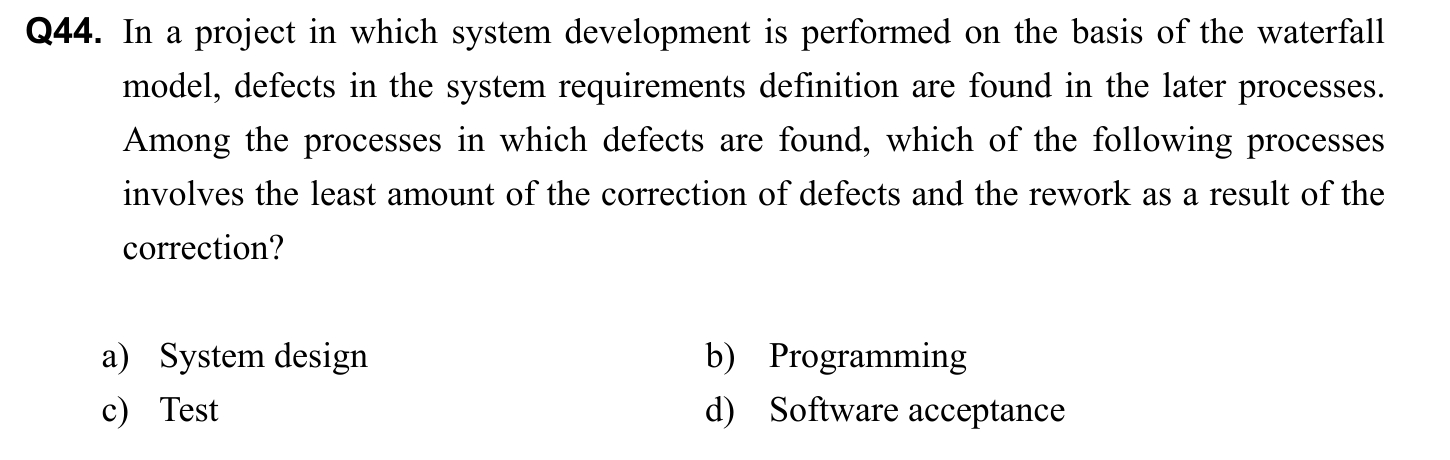 Q44. In a project in which system development is performed on the basis of the waterfall
model, defects in the system requirements definition are found in the later processes.
Among the processes in which defects are found, which of the following processes
involves the least amount of the correction of defects and the rework as a result of the
correction?
a) System design b) Programming
c) Test d) Software acceptance